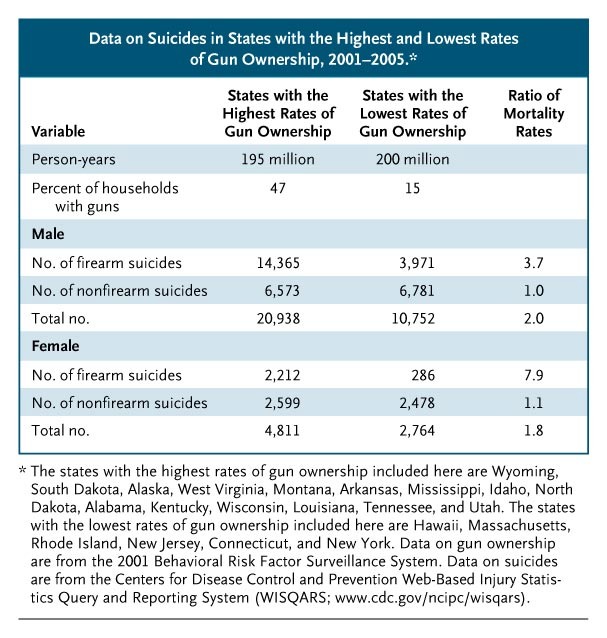 Data on Suicides in States with the Highest and Lowest Rates
of Gun Ownership, 2001–2005.*
Variable States with the Highest Rates of Gun Ownership States with the Lowest Rates of Gun Ownership Ratio of Mortality Rates
Person-years 195 million 200 million
Percent of households with guns 47 15
Male
No. of firearm suicides 14,365 3,971 3.7
No. of nonfirearm suicides 6,573 6,781 1.0
Total no. 20,938 10,752 2.0
Female
No. of firearm suicides 2,212 286 7.9
No. of nonfirearm suicides 2,599 2,478 1.1
Total no. 4,811 2,764 1.8
* The states with the highest rates of gun ownership included here are Wyoming,
South Dakota, Alaska, West Virginia, Montana, Arkansas, Mississippi, Idaho, North
Dakota, Alabama, Kentucky, Wisconsin, Louisiana, Tennessee, and Utah. The states
with the lowest rates of gun ownership included here are Hawaii, Massachusetts,
Rhode Island, New Jersey, Connecticut, and New York. Data on gun ownership
are from the 2001 Behavioral Risk Factor Surveillance System. Data on suicides
are from the Centers for Disease Control and Prevention Web-Based Injury Statis-
tics Query and Reporting System (WISQARS; www.cdc.gov/ncipc/wisqars).